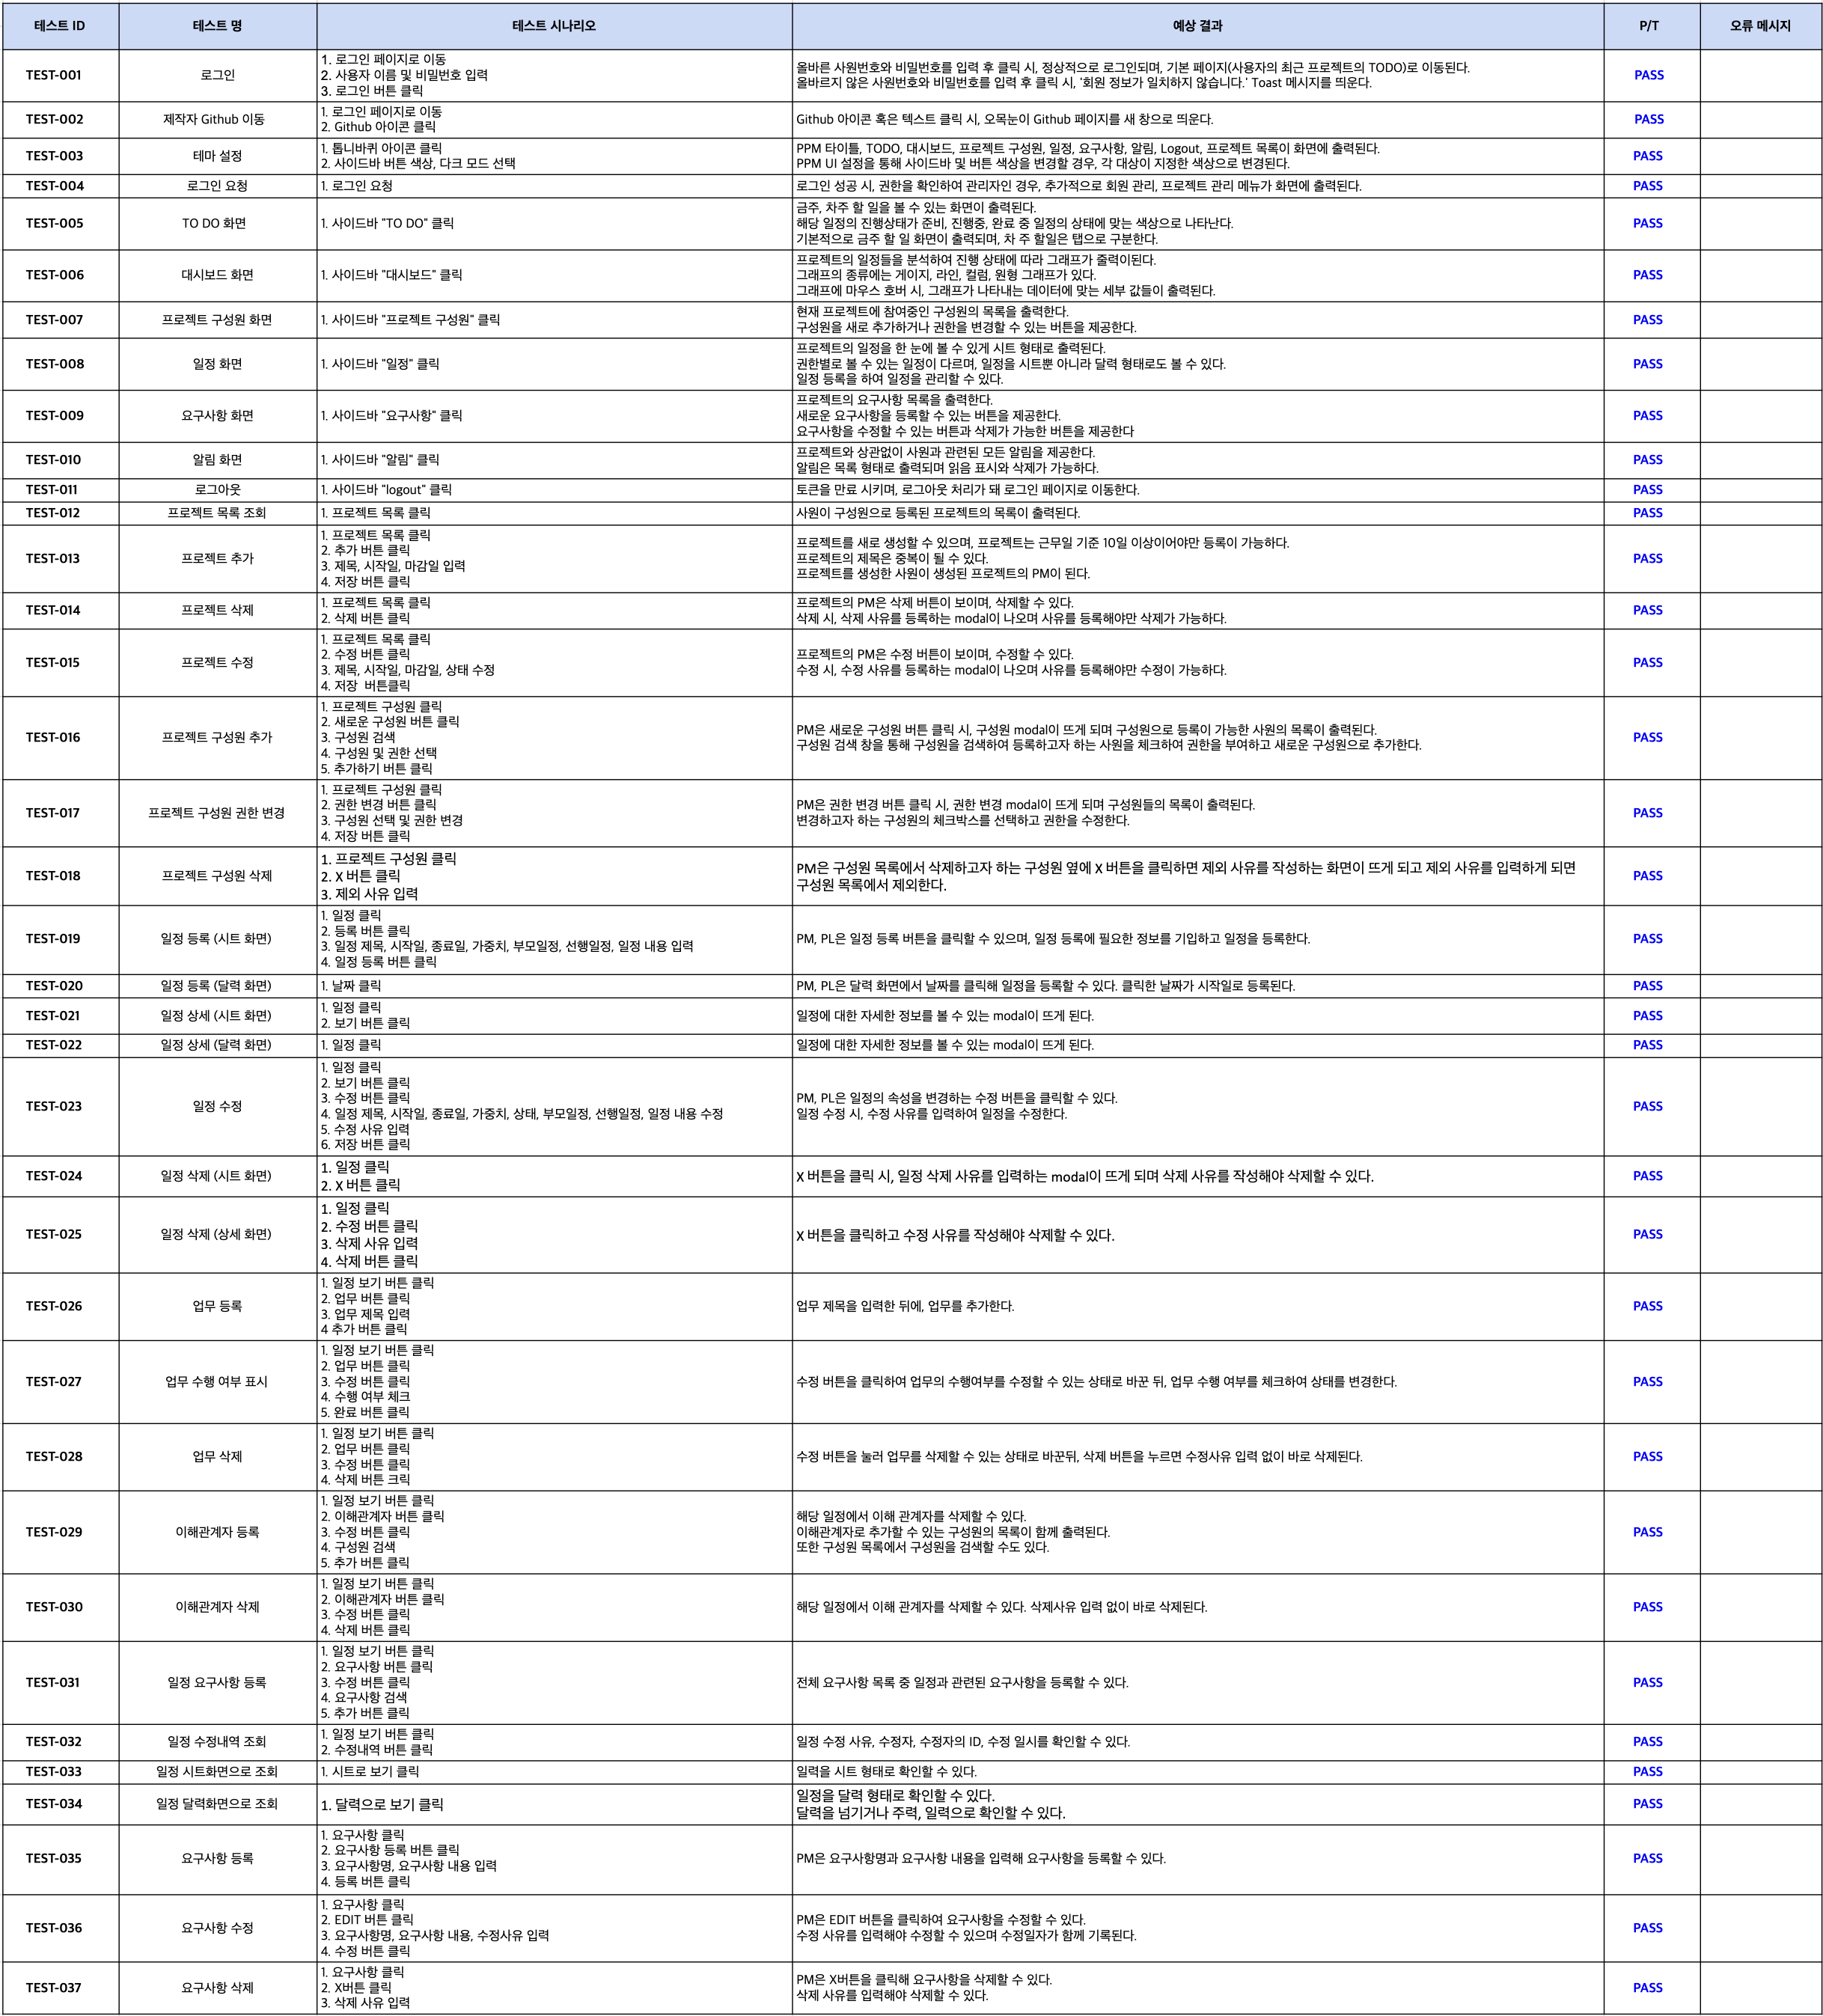 테스트 ID 테스트 명 테스트 시나리오 예상 결과 P/T 오류 메시지
TEST-001 로그인
1. 로그인 페이지로 이동
2. 사용자 이름 및 비밀번호 입력
3. 로그인 버튼 클릭
올바른 사원번호와 비밀번호를 입력 후 클릭 시, 정상적으로 로그인되며, 기본 페이지(사용자의 최근 프로젝트의 TODO)로 이동된다.
올바르지 않은 사원번호와 비밀번호를 입력 후 클릭 시, '회원 정보가 일치하지 않습니다.' Toast 메시지를 띄운다.
PASS
TEST-002 제작자 Github 이동
1. 로그인 페이지로 이동
2. Github 아이콘 클릭
Github 아이콘 혹은 텍스트 클릭 시, 오목눈이 Github 페이지를 새 창으로 띄운다.
PASS
TEST-003 테마 설정
1. 톱니바퀴 아이콘 클릭
2. 사이드바 버튼 색상, 다크 모드 선택
PPM 타이틀, TODO, 대시보드, 프로젝트 구성원, 일정, 요구사항, 알림, Logout, 프로젝트 목록이 화면에 출력된다.
PPM UI 설정을 통해 사이드바 및 버튼 색상을 변경할 경우, 각 대상이 지정한 색상으로 변경된다.
PASS
TEST-004 로그인 요청
1. 로그인 요청
로그인 성공 시, 권한을 확인하여 관리자인 경우, 추가적으로 회원 관리, 프로젝트 관리 메뉴가 화면에 출력된다.
PASS
TEST-005 TO DO 화면
1. 사이드바 "TO DO" 클릭
금주, 차주 할 일을 볼 수 있는 화면이 출력된다.
해당 일정의 진행상태가 준비, 진행중, 완료 중 일정의 상태에 맞는 색상으로 나타난다.
기본적으로 금주 할 일 화면이 출력되며, 차 주 할일은 탭으로 구분한다.
PASS
TEST-006 대시보드 화면
1. 사이드바 "대시보드" 클릭
프로젝트의 일정들을 분석하여 진행 상태에 따라 그래프가 줄력이된다.
그래프의 종류에는 게이지, 라인, 컬럼, 원형 그래프가 있다.
그래프에 마우스 호버 시, 그래프가 나타내는 데이터에 맞는 세부 값들이 출력된다.
PASS
TEST-007 프로젝트 구성원 화면
1. 사이드바 "프로젝트 구성원" 클릭
현재 프로젝트에 참여중인 구성원의 목록을 출력한다.
구성원을 새로 추가하거나 권한을 변경할 수 있는 버튼을 제공한다.
PASS
TEST-008 일정 화면
1. 사이드바 "일정" 클릭
프로젝트의 일정을 한 눈에 볼 수 있게 시트 형태로 출력된다.
권한별로 볼 수 있는 일정이 다르며, 일정을 시트뿐 아니라 달력 형태로도 볼 수 있다.
일정 등록을 하여 일정을 관리할 수 있다.
PASS
TEST-009 요구사항 화면
1. 사이드바 "요구사항" 클릭
프로젝트의 요구사항 목록을 출력한다.
새로운 요구사항을 등록할 수 있는 버튼을 제공한다.
요구사항을 수정할 수 있는 버튼과 삭제가 가능한 버튼을 제공한다
PASS
TEST-010 알림 화면
1. 사이드바 "알림" 클릭
프로젝트와 상관없이 사원과 관련된 모든 알림을 제공한다.
알림은 목록 형태로 출력되며 읽음 표시와 삭제가 가능하다.
PASS
TEST-011 로그아웃
1. 사이드바 "logout" 클릭
토큰을 만료 시키며, 로그아웃 처리가 돼 로그인 페이지로 이동한다.
PASS
TEST-012 프로젝트 목록 조회
1. 프로젝트 목록 클릭
사원이 구성원으로 등록된 프로젝트의 목록이 출력된다.
PASS
TEST-013 프로젝트 추가
1. 프로젝트 목록 클릭
2. 추가 버튼 클릭
3. 제목, 시작일, 마감일 입력
4. 저장 버튼 클릭
프로젝트를 새로 생성할 수 있으며, 프로젝트는 근무일 기준 10일 이상이어야만 등록이 가능하다.
프로젝트의 제목은 중복이 될 수 있다.
프로젝트를 생성한 사원이 생성된 프로젝트의 PM이 된다.
PASS
TEST-014 프로젝트 삭제
1. 프로젝트 목록 클릭
2. 삭제 버튼 클릭
프로젝트의 PM은 삭제 버튼이 보이며, 삭제할 수 있다.
삭제 시, 삭제 사유를 등록하는 modal이 나오며 사유를 등록해야만 삭제가 가능하다.
PASS
TEST-015 프로젝트 수정
1. 프로젝트 목록 클릭
2. 수정 버튼 클릭
3. 제목, 시작일, 마감일, 상태 수정
4. 저장  버튼클릭
프로젝트의 PM은 수정 버튼이 보이며, 수정할 수 있다.
수정 시, 수정 사유를 등록하는 modal이 나오며 사유를 등록해야만 수정이 가능하다.
PASS
TEST-016 프로젝트 구성원 추가
1. 프로젝트 구성원 클릭
2. 새로운 구성원 버튼 클릭
3. 구성원 검색
4. 구성원 및 권한 선택
5. 추가하기 버튼 클릭
PM은 새로운 구성원 버튼 클릭 시, 구성원 modal이 뜨게 되며 구성원으로 등록이 가능한 사원의 목록이 출력된다.
구성원 검색 창을 통해 구성원을 검색하여 등록하고자 하는 사원을 체크하여 권한을 부여하고 새로운 구성원으로 추가한다.
PASS
TEST-017 프로젝트 구성원 권한 변경
1. 프로젝트 구성원 클릭
2. 권한 변경 버튼 클릭
3. 구성원 선택 및 권한 변경
4. 저장 버튼 클릭
PM은 권한 변경 버튼 클릭 시, 권한 변경 modal이 뜨게 되며 구성원들의 목록이 출력된다.
변경하고자 하는 구성원의 체크박스를 선택하고 권한을 수정한다.
PASS
TEST-018 프로젝트 구성원 삭제
1. 프로젝트 구성원 클릭
2. X 버튼 클릭
3. 제외 사유 입력
PM은 구성원 목록에서 삭제하고자 하는 구성원 옆에 X 버튼을 클릭하면 제외 사유를 작성하는 화면이 뜨게 되고 제외 사유를 입력하게 되면
구성원 목록에서 제외한다.
PASS
TEST-019 일정 등록 (시트 화면)
1. 일정 클릭
2. 등록 버튼 클릭
3. 일정 제목, 시작일, 종료일, 가중치, 부모일정, 선행일정, 일정 내용 입력
4. 일정 등록 버튼 클릭
PM, PL은 일정 등록 버튼을 클릭할 수 있으며, 일정 등록에 필요한 정보를 기입하고 일정을 등록한다.
PASS
TEST-020 일정 등록 (달력 화면)
1. 날짜 클릭
PM, PL은 달력 화면에서 날짜를 클릭해 일정을 등록할 수 있다. 클릭한 날짜가 시작일로 등록된다.
PASS
TEST-021 일정 상세 (시트 화면)
1. 일정 클릭
2. 보기 버튼 클릭
일정에 대한 자세한 정보를 볼 수 있는 modal이 뜨게 된다.
PASS
TEST-022 일정 상세 (달력 화면)
1. 일정 클릭
일정에 대한 자세한 정보를 볼 수 있는 modal이 뜨게 된다.
PASS
TEST-023 일정 수정
1. 일정 클릭
2. 보기 버튼 클릭
3. 수정 버튼 클릭
4. 일정 제목, 시작일, 종료일, 가중치, 상태, 부모일정, 선행일정, 일정 내용 수정
5. 수정 사유 입력
6. 저장 버튼 클릭
PM, PL은 일정의 속성을 변경하는 수정 버튼을 클릭할 수 있다.
일정 수정 시, 수정 사유를 입력하여 일정을 수정한다.
PASS
TEST-024 일정 삭제 (시트 화면)
1. 일정 클릭
2. X 버튼 클릭
X 버튼을 클릭 시, 일정 삭제 사유를 입력하는 modal이 뜨게 되며 삭제 사유를 작성해야 삭제할 수 있다.
PASS
TEST-025 일정 삭제 (상세 화면)
1. 일정 클릭
2. 수정 버튼 클릭
3. 삭제 사유 입력
4. 삭제 버튼 클릭
X 버튼을 클릭하고 수정 사유를 작성해야 삭제할 수 있다.
PASS
TEST-026 업무 등록
1. 일정 보기 버튼 클릭
2. 업무 버튼 클릭
3. 업무 제목 입력
4 추가 버튼 클릭
업무 제목을 입력한 뒤에, 업무를 추가한다.
PASS
TEST-027 업무 수행 여부 표시
1. 일정 보기 버튼 클릭
2. 업무 버튼 클릭
3. 수정 버튼 클릭
4. 수행 여부 체크
5. 완료 버튼 클릭
수정 버튼을 클릭하여 업무의 수행여부를 수정할 수 있는 상태로 바꾼 뒤, 업무 수행 여부를 체크하여 상태를 변경한다.
PASS
TEST-028 업무 삭제
1. 일정 보기 버튼 클릭
2. 업무 버튼 클릭
3. 수정 버튼 클릭
4. 삭제 버튼 크릭
수정 버튼을 눌러 업무를 삭제할 수 있는 상태로 바꾼뒤, 삭제 버튼을 누르면 수정사유 입력 없이 바로 삭제된다.
PASS
TEST-029 이해관계자 등록
1. 일정 보기 버튼 클릭
2. 이해관계자 버튼 클릭
3. 수정 버튼 클릭
4. 구성원 검색
5. 추가 버튼 클릭
해당 일정에서 이해 관계자를 삭제할 수 있다.
이해관계자로 추가할 수 있는 구성원의 목록이 함께 출력된다.
또한 구성원 목록에서 구성원을 검색할 수도 있다.
PASS
TEST-030 이해관계자 삭제
1. 일정 보기 버튼 클릭
2. 이해관계자 버튼 클릭
3. 수정 버튼 클릭
4. 삭제 버튼 클릭
해당 일정에서 이해 관계자를 삭제할 수 있다. 삭제사유 입력 없이 바로 삭제된다.
PASS
TEST-031 일정 요구사항 등록
1. 일정 보기 버튼 클릭
2. 요구사항 버튼 클릭
3. 수정 버튼 클릭
4. 요구사항 검색
5. 추가 버튼 클릭
전체 요구사항 목록 중 일정과 관련된 요구사항을 등록할 수 있다.
PASS
TEST-032 일정 수정내역 조회
1. 일정 보기 버튼 클릭
2. 수정내역 버튼 클릭
일정 수정 사유, 수정자, 수정자의 ID, 수정 일시를 확인할 수 있다.
PASS
TEST-033 일정 시트화면으로 조회
1. 시트로 보기 클릭
일력을 시트 형태로 확인할 수 있다.
PASS
TEST-034 일정 달력화면으로 조회
1. 달력으로 보기 클릭
일정을 달력 형태로 확인할 수 있다.
달력을 넘기거나 주력, 일력으로 확인할 수 있다.
PASS
TEST-035 요구사항 등록
1. 요구사항 클릭
2. 요구사항 등록 버튼 클릭
3. 요구사항명, 요구사항 내용 입력
4. 등록 버튼 클릭
PM은 요구사항명과 요구사항 내용을 입력해 요구사항을 등록할 수 있다.
PASS
TEST-036 요구사항 수정
1. 요구사항 클릭
2. EDIT 버튼 클릭
3. 요구사항명, 요구사항 내용, 수정사유 입력
4. 수정 버튼 클릭
PM은 EDIT 버튼을 클릭하여 요구사항을 수정할 수 있다.
수정 사유를 입력해야 수정할 수 있으며 수정일자가 함께 기록된다.
PASS
TEST-037 요구사항 삭제
1. 요구사항 클릭
2. X버튼 클릭
3. 삭제 사유 입력
PM은 X버튼을 클릭해 요구사항을 삭제할 수 있다.
삭제 사유를 입력해야 삭제할 수 있다.
PASS